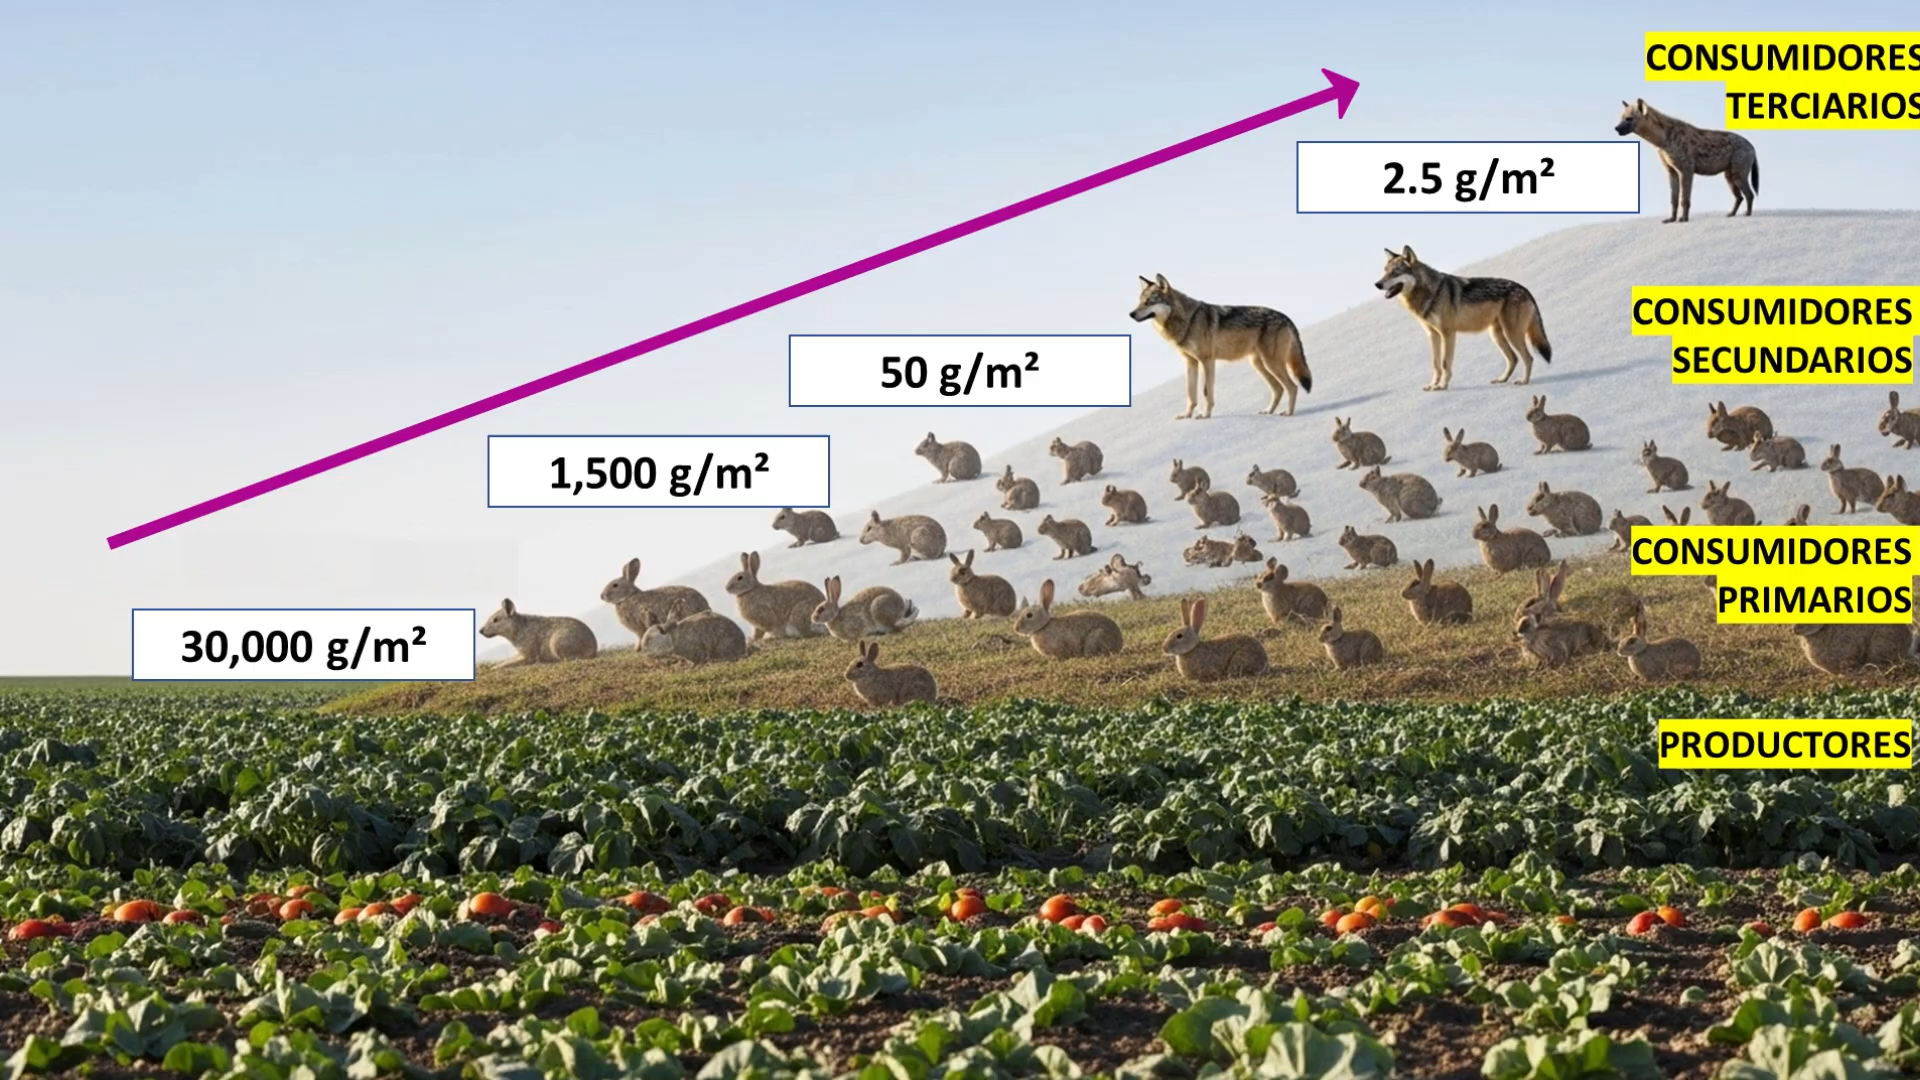 CONSUMIDORES
TERCIARIOS
2.5 g/m²
CONSUMIDORES
SECUNDARIOS
50 g/m²
1,500 g/m²
CONSUMIDORES
PRIMARIOS
30,000 g/m²
PRODUCTORES